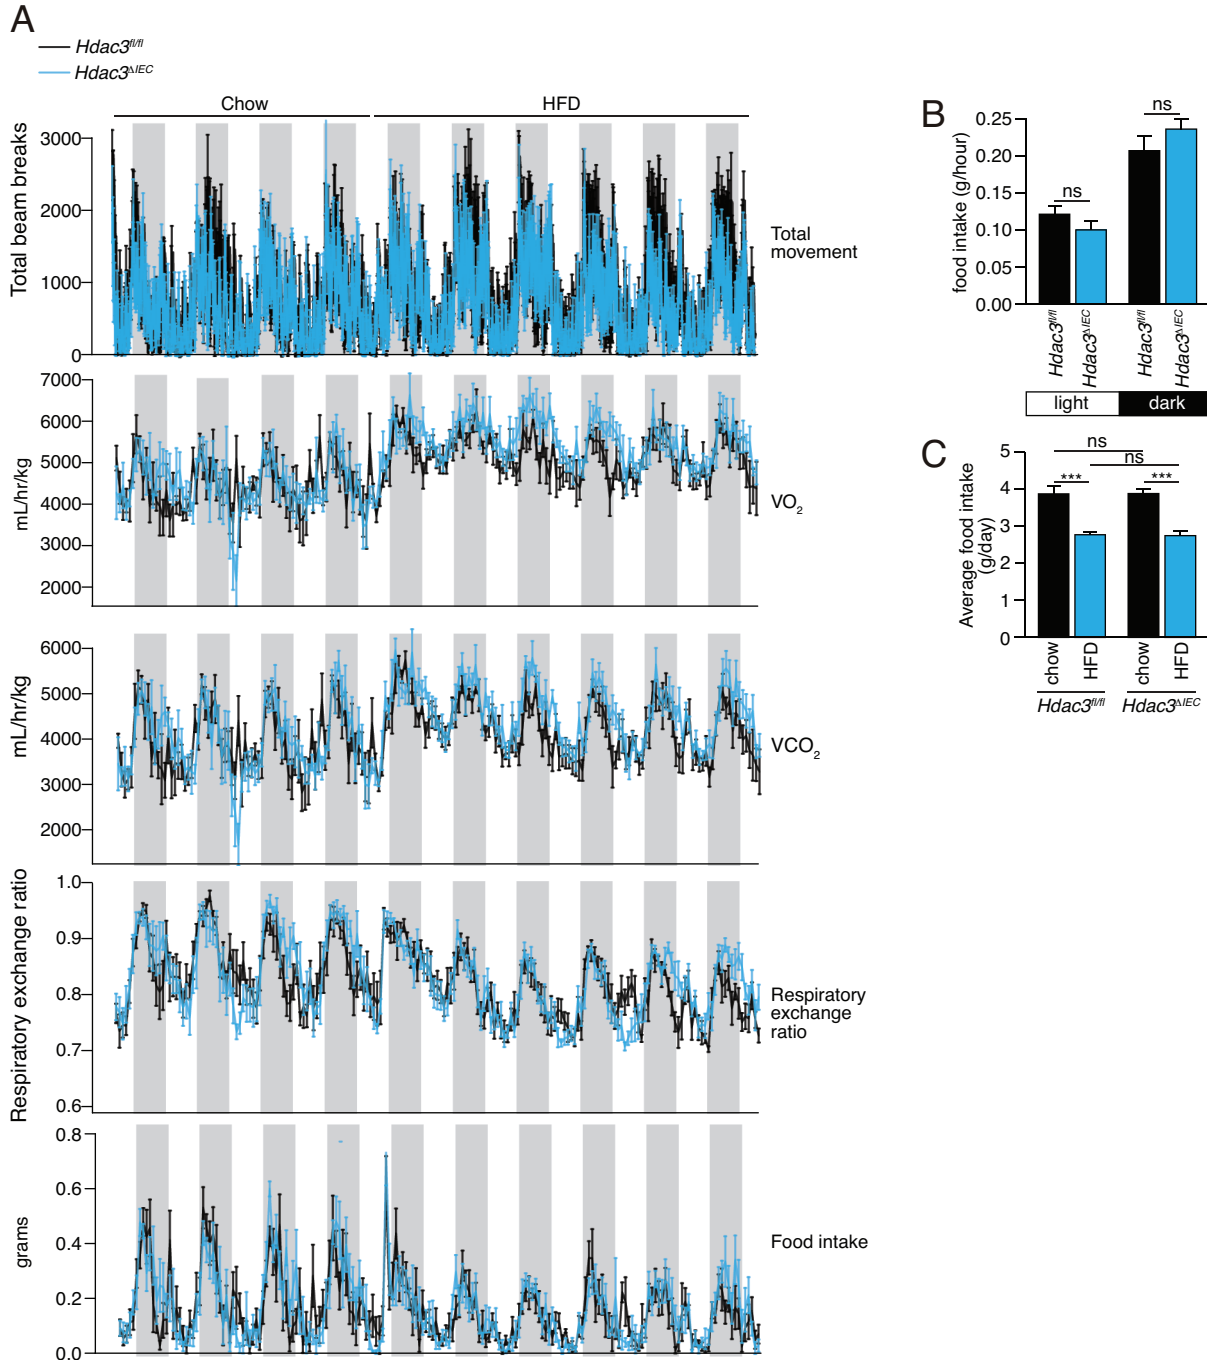 A
Hdac3fl/fl
Hdac3ΔIEC
Chow
HFD
Total beam breaks
3000
2000
1000
0
Total
movement
mL/hr/kg
7000
6000
5000
4000
3000
2000
VO2
mL/hr/kg
6000
5000
4000
3000
2000
VCO2
Respiratory exchange ratio
1.0
0.9
0.8
0.7
0.6
Respiratory
exchange
ratio
grams
0.8
0.6
0.4
0.2
0.0
Food intake
B
food intake (g/hour)
0.25
0.20
0.15
0.10
0.05
0.00
ns
ns
Hdac3fl/fl
Hdac3ΔIEC
Hdac3fl/fl
Hdac3ΔIEC
light
dark
C
Average food intake
(g/day)
5
4
3
2
1
0
ns
ns
***
***
chow
HFD
chow
HFD
Hdac3fl/fl
Hdac3ΔIEC